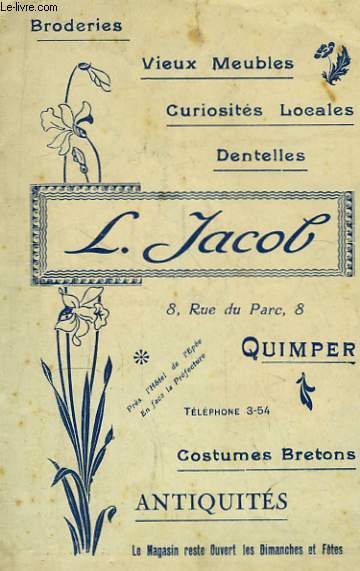 Le-Livre.com
Broderies
Vieux Meubles
Curiosités Locales
Dentelles
L. Jacob
8, Rue du Parc, 8
QUIMPER
Près l'Hôtel de l'Epée
En face la Préfecture
TÉLÉPHONE 3-54
Costumes Bretons
ANTIQUITÉS
Le Magasin reste Ouvert les Dimanches et Fêtes